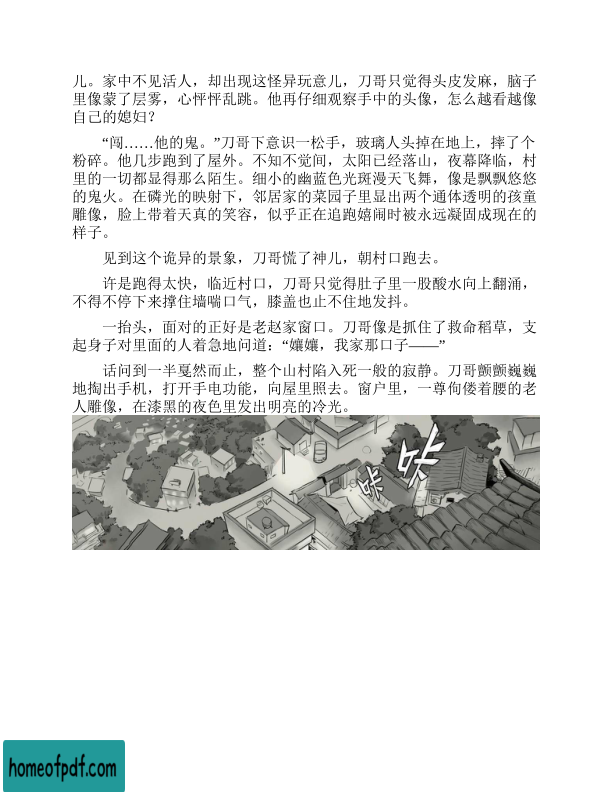 儿。家中不见活人，却出现这怪异玩意儿，刀哥只觉得头皮发麻，脑子
里像蒙了层雾，心怦怦乱跳。他再仔细观察手中的头像，怎么越看越像
自己的媳妇？
“闯……他的鬼。”刀哥下意识一松手，玻璃人头掉在地上，摔了个
粉碎。他几步跑到了屋外。不知不觉间，太阳已经落山，夜幕降临，村
里的一切都显得那么陌生。细小的幽蓝色光斑漫天飞舞，像是飘飘悠悠
的鬼火。在磷光的映射下，邻居家的菜园子里显出两个通体透明的孩童
雕像，脸上带着天真的笑容，似乎正在追跑嬉闹时被永远凝固成现在的
样子。
见到这个诡异的景象，刀哥慌了神儿，朝村口跑去。
许是跑得太快，临近村口，刀哥只觉得肚子里一股酸水向上翻涌，
不得不停下来撑住墙喘口气，膝盖也止不住地发抖。
一抬头，面对的正好是老赵家窗口。刀哥像是抓住了救命稻草，支
起身子对里面的人着急地问道：“孃孃，我家那口子——”
话问到一半戛然而止，整个山村陷入死一般的寂静。刀哥颤颤巍巍
地掏出手机，打开手电功能，向屋里照去。窗户里，一尊佝偻着腰的老
人雕像，在漆黑的夜色里发出明亮的冷光。
咔
咔
homeofpdf.com